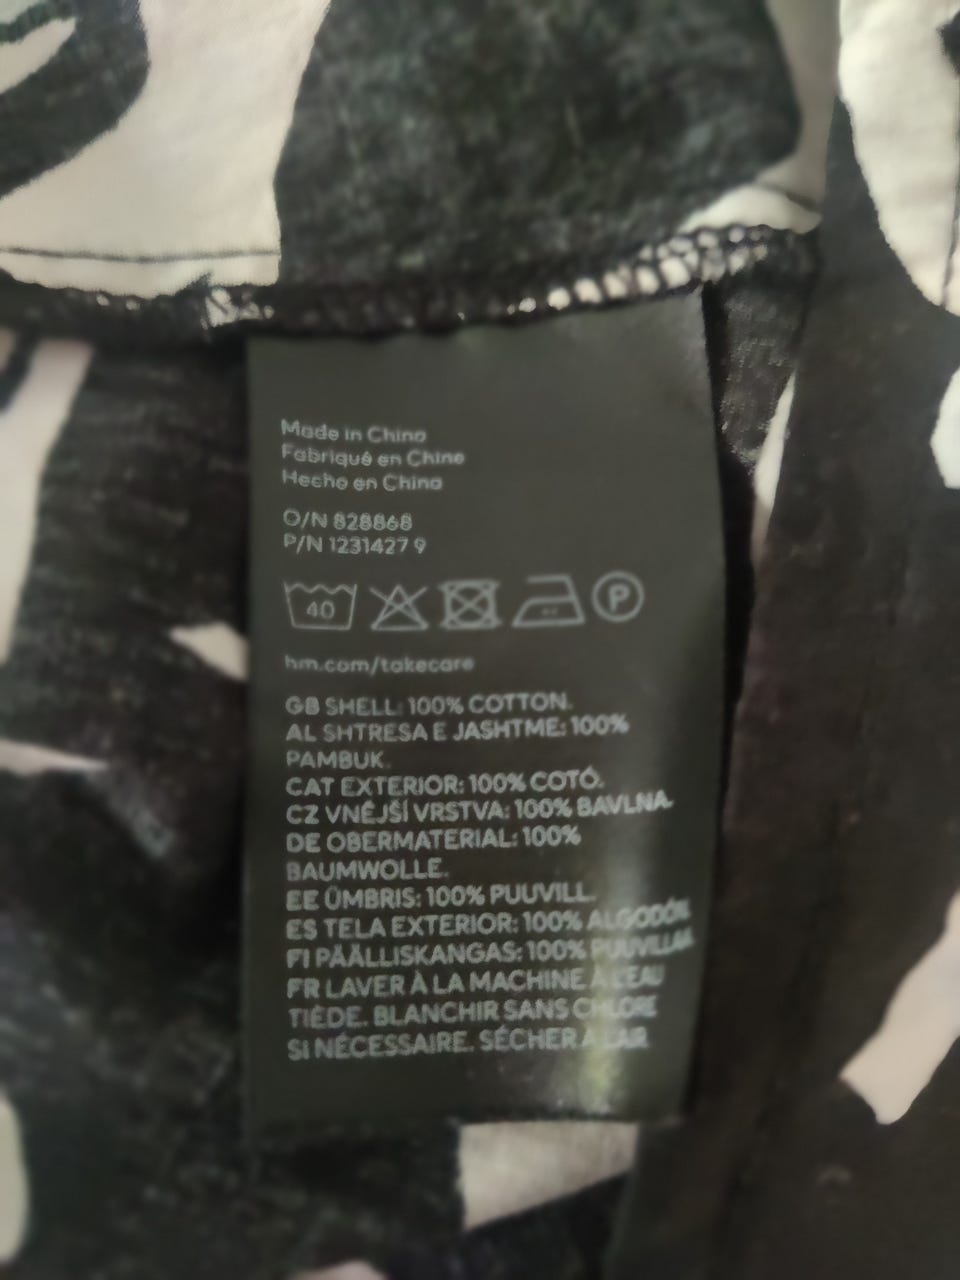 Made in China
Fabriqué en Chine
Hecho en China
O/N 828868
P/N 1231427 9
40
P
hm.com/takecare
GB SHELL: 100% COTTON.
AL SHTRESA E JASHTME: 100%
PAMBUK.
CAT EXTERIOR: 100% COTÓ.
CZ VNĚJŠÍ VRSTVA: 100% BAVLNA.
DE OBERMATERIAL: 100%
BAUMWOLLE.
EE ÜMBRIS: 100% PUUVILL.
ES TELA EXTERIOR: 100% ALGODÓN.
FI PÄÄLLISKANGAS: 100% PUUVILLAA.
FR LAVER À LA MACHINE À L'EAU
TIÈDE. BLANCHIR SANS CHLORE
SI NÉCESSAIRE. SÉCHER À L'AIR